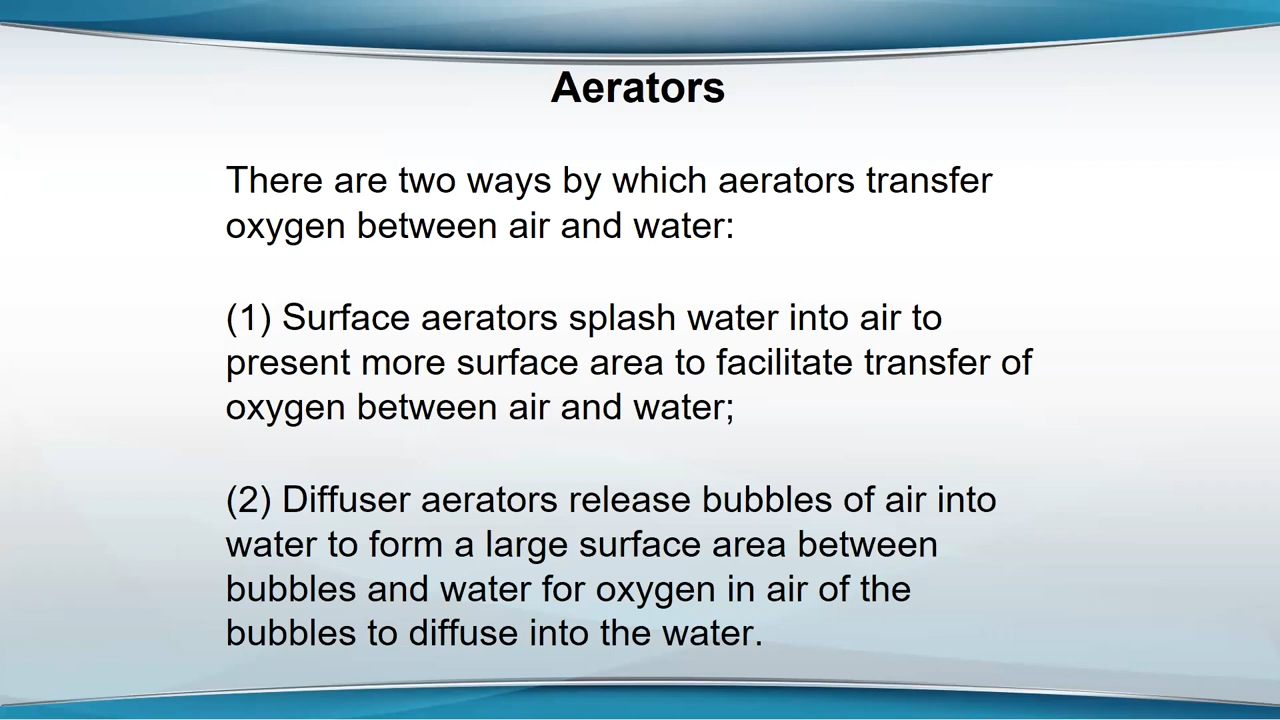 Aerators
There are two ways by which aerators transfer
oxygen between air and water:
(1) Surface aerators splash water into air to
present more surface area to facilitate transfer of
oxygen between air and water;
(2) Diffuser aerators release bubbles of air into
water to form a large surface area between
bubbles and water for oxygen in air of the
bubbles to diffuse into the water.